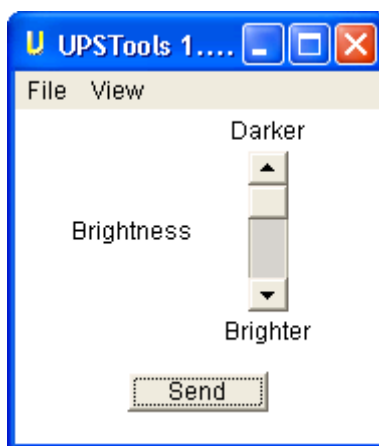 UPSTools 1....
File View
Darker
Brightness
Brighter
Send